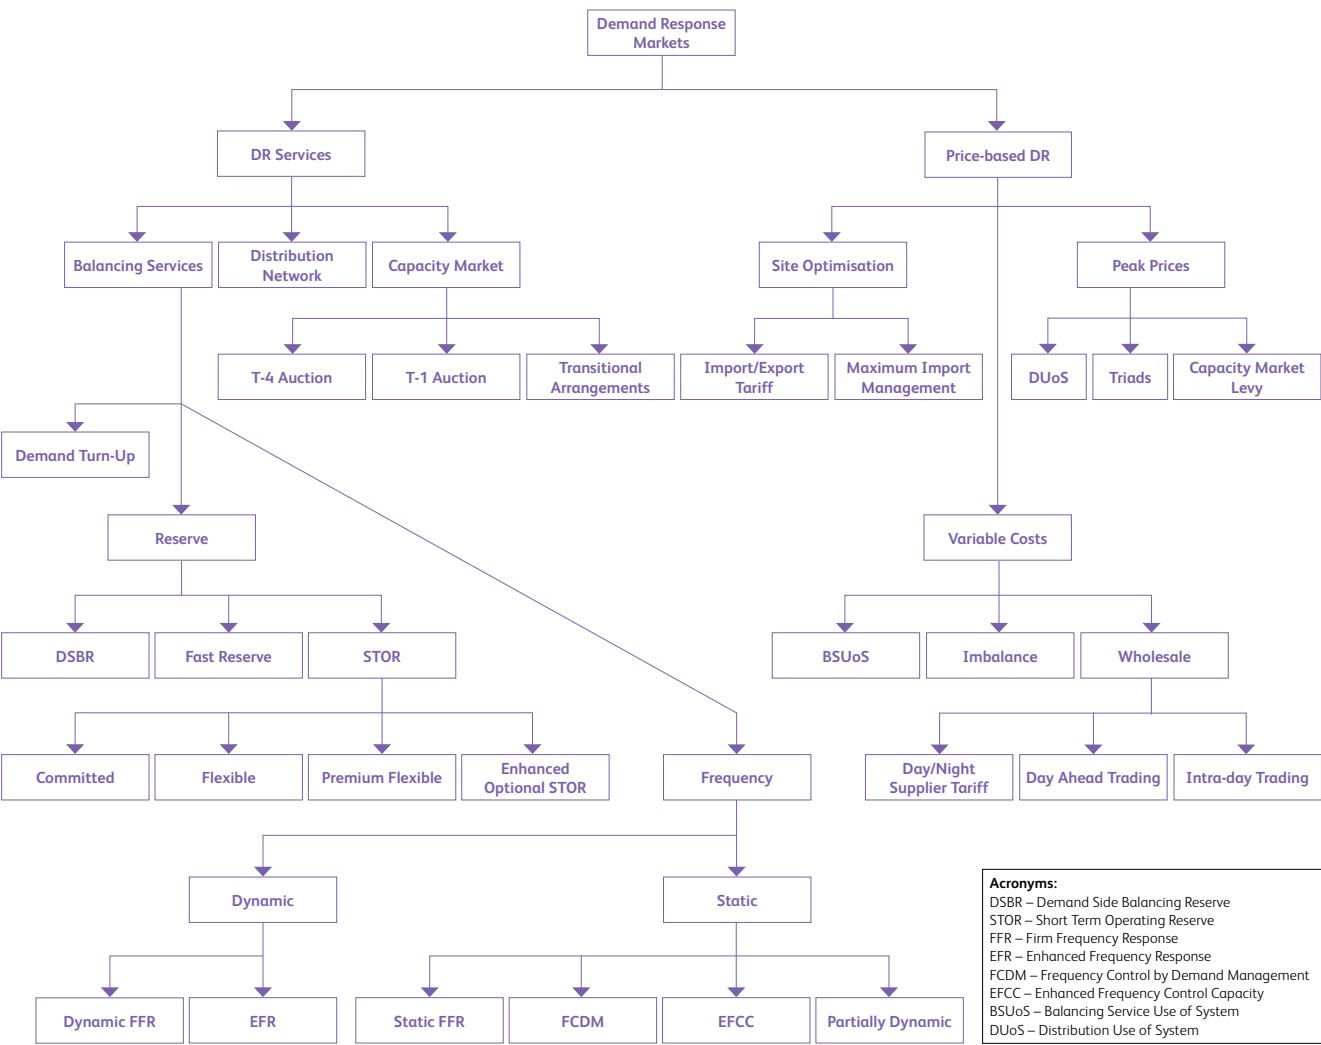 Demand Response
Markets
DR Services
Price-based DR
Balancing Services
Distribution
Network
Capacity Market
Site Optimisation
Peak Prices
T-4 Auction
T-1 Auction
Transitional
Arrangements
Import/Export
Tariff
Maximum Import
Management
DUoS
Triads
Capacity Market
Levy
Demand Turn-Up
Reserve
Variable Costs
DSBR
Fast Reserve
STOR
BSUoS
Imbalance
Wholesale
Committed
Flexible
Premium Flexible
Enhanced
Optional STOR
Frequency
Day/Night
Supplier Tariff
Day Ahead Trading
Intra-day Trading
Dynamic
Static
Dynamic FFR
EFR
Static FFR
FCDM
EFCC
Partially Dynamic
Acronyms:
DSBR – Demand Side Balancing Reserve
STOR – Short Term Operating Reserve
FFR – Firm Frequency Response
EFR – Enhanced Frequency Response
FCDM – Frequency Control by Demand Management
EFCC – Enhanced Frequency Control Capacity
BSUoS – Balancing Service Use of System
DUoS – Distribution Use of System